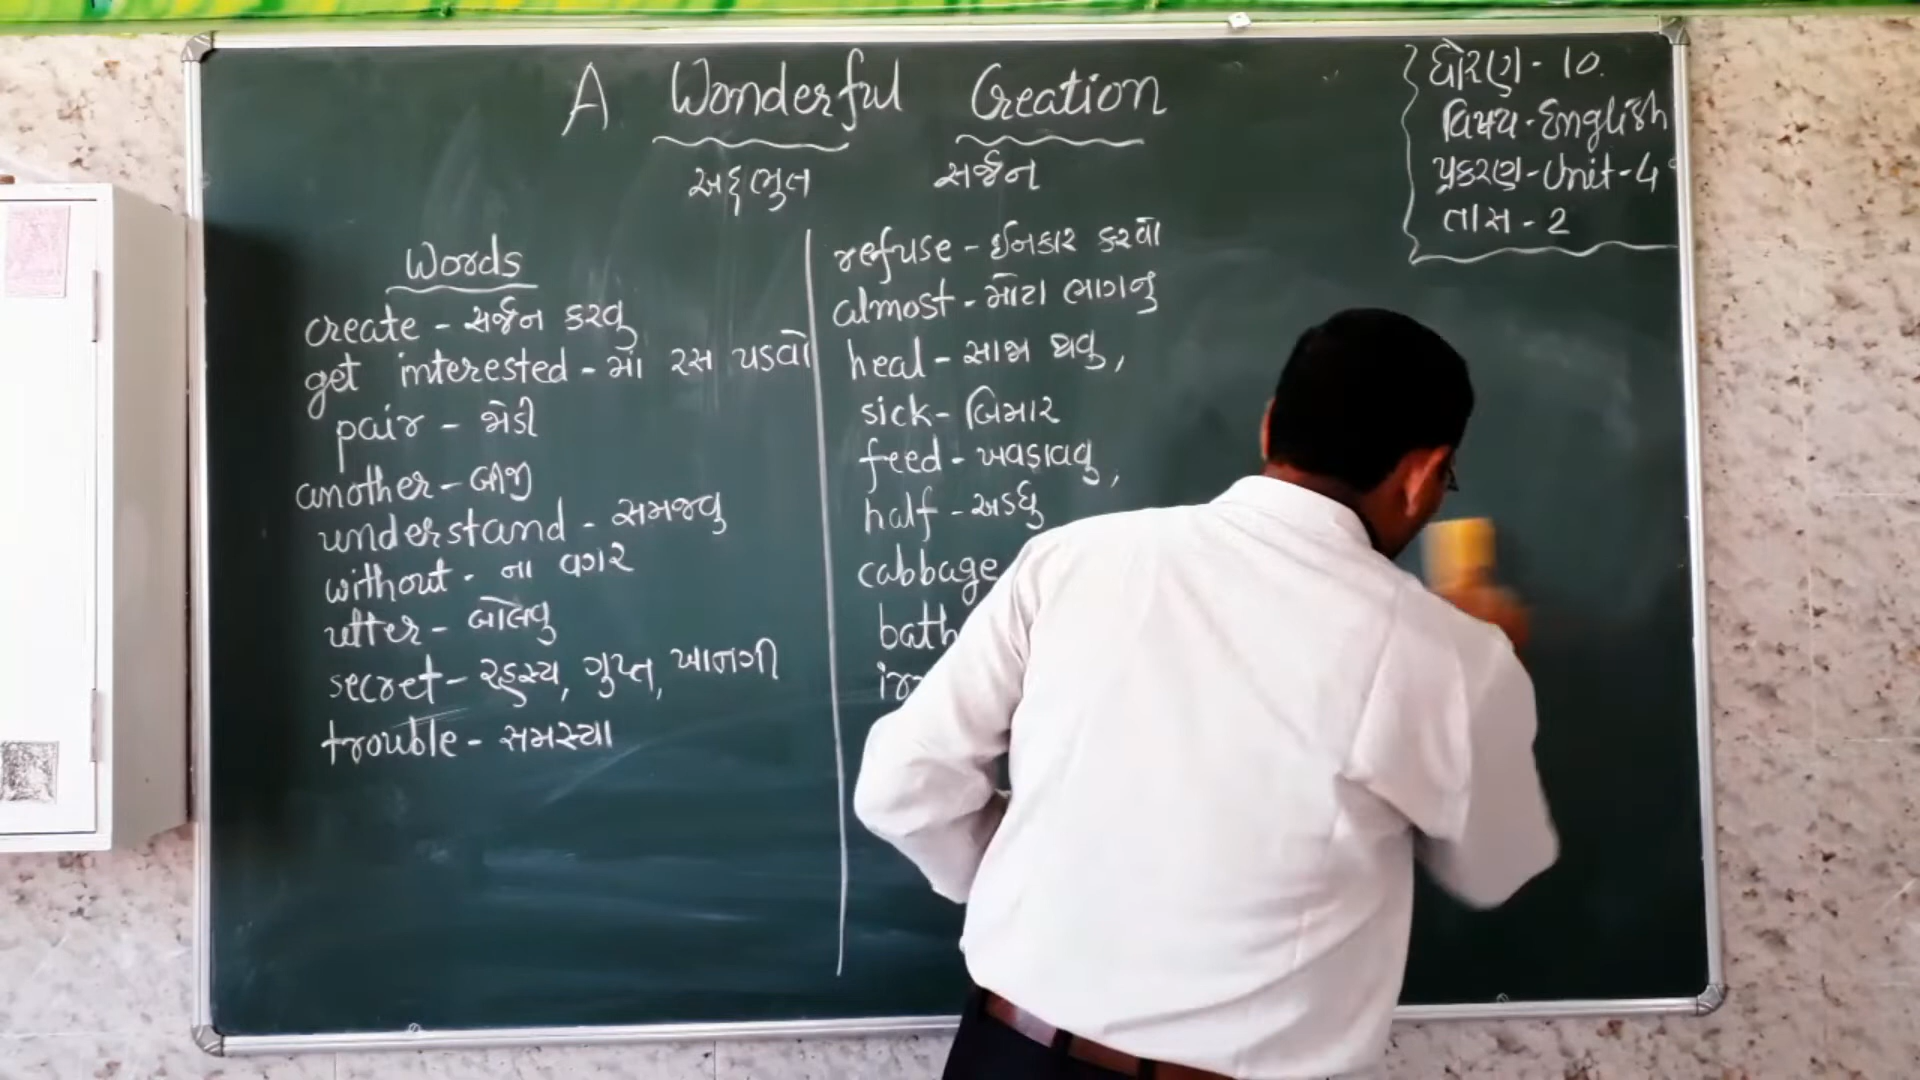 A Wonderful Creation
અદ્દભુત સર્જન
ધોરણ - 10.
વિષય - English
પ્રકરણ - Unit - 4
તાસ - 2
Words
create - સર્જન કરવુ
get interested - માં રસ પડવો
pair - જોડી
another - બીજી
understand - સમજવુ
without - ના વગર
utter - બોલવુ
secret - રહસ્ય, ગુપ્ત, ખાનગી
trouble - સમસ્યા
refuse - ઈનકાર કરવો
almost - મોટા ભાગનું
heal - સાજા થવુ,
sick - બિમાર
feed - ખવડાવવુ,
half - અડધુ
cabbage
bath